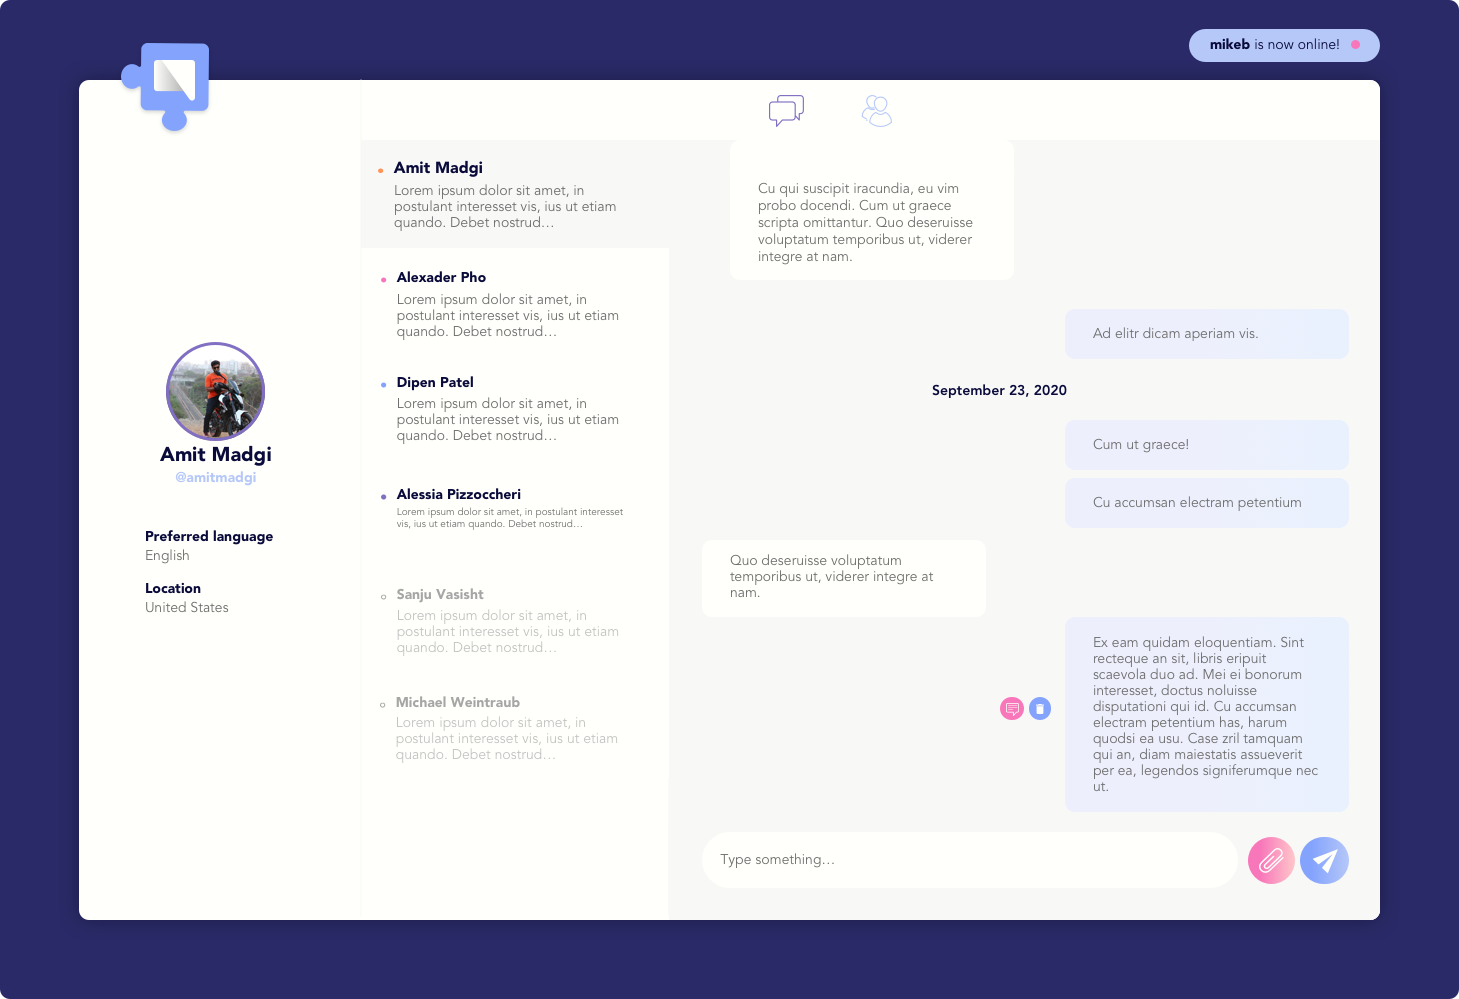 mikeb is now online!
Amit Madgi
@amitmadgi
Preferred language
English
Location
United States
Amit Madgi
Lorem ipsum dolor sit amet, in
postulant interesset vis, ius ut etiam
quando. Debet nostrud…
Alexader Pho
Lorem ipsum dolor sit amet, in
postulant interesset vis, ius ut etiam
quando. Debet nostrud…
Dipen Patel
Lorem ipsum dolor sit amet, in
postulant interesset vis, ius ut etiam
quando. Debet nostrud…
Alessia Pizzoccheri
Lorem ipsum dolor sit amet, in postulant interesset
vis, ius ut etiam quando. Debet nostrud…
Sanju Vasisht
Lorem ipsum dolor sit amet, in
postulant interesset vis, ius ut etiam
quando. Debet nostrud…
Michael Weintraub
Lorem ipsum dolor sit amet, in
postulant interesset vis, ius ut etiam
quando. Debet nostrud…
Cu qui suscipit iracundia, eu vim
probo docendi. Cum ut graece
scripta omittantur. Quo deseruisse
voluptatum temporibus ut, viderer
integre at nam.
Ad elitr dicam aperiam vis.
September 23, 2020
Cum ut graece!
Cu accumsan electram petentium
Quo deseruisse voluptatum
temporibus ut, viderer integre at
nam.
Ex eam quidam eloquentiam. Sint
recteque an sit, libris eripuit
scaevola duo ad. Mei ei bonorum
interesset, doctus noluisse
disputationi qui id. Cu accumsan
electram petentium has, harum
quodsi ea usu. Case zril tamquam
qui an, diam maiestatis assueverit
per ea, legendos signiferumque nec
ut.
Type something…